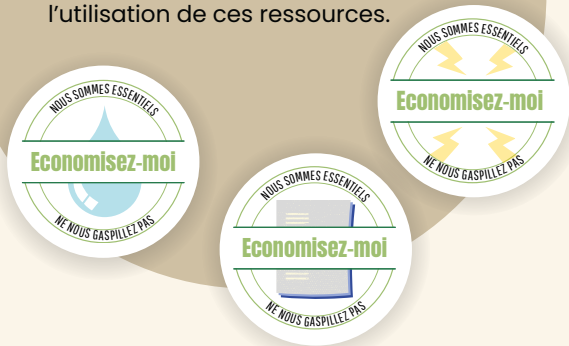 l’utilisation de ces ressources.
NOUS SOMMES ESSENTIELS
Economisez-moi
NE NOUS GASPILLEZ PAS
NOUS SOMMES ESSENTIELS
Economisez-moi
NE NOUS GASPILLEZ PAS
NOUS SOMMES ESSENTIELS
Economisez-moi
NE NOUS GASPILLEZ PAS